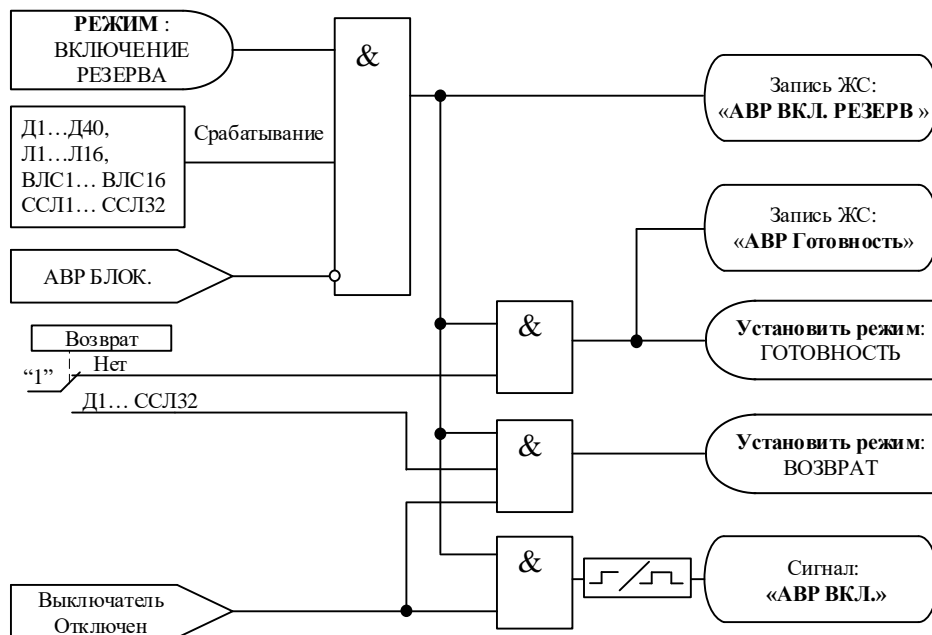 РЕЖИМ :
ВКЛЮЧЕНИЕ
РЕЗЕРВА
&
Запись ЖС:
«АВР ВКЛ. РЕЗЕРВ »
Д1…Д40,
Л1…Л16,
ВЛС1… ВЛС16
ССЛ1… ССЛ32
Срабатывание
Запись ЖС:
«АВР Готовность»
АВР БЛОК.
&
Установить режим:
ГОТОВНОСТЬ
Возврат
“1”
Нет
Д1… ССЛ32
&
Установить режим:
ВОЗВРАТ
&
Сигнал:
«АВР ВКЛ.»
Выключатель
Отключен